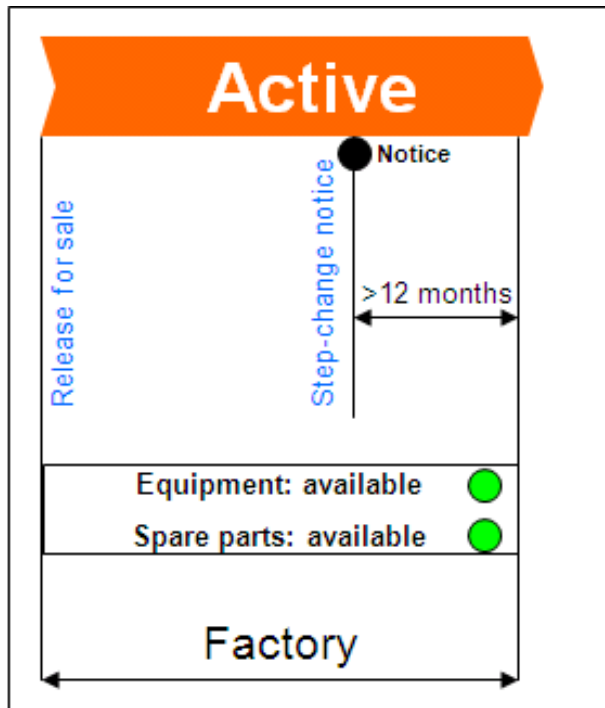 Active
Notice
Release for sale
Step-change notice
>12 months
Equipment: available
Spare parts: available
Factory